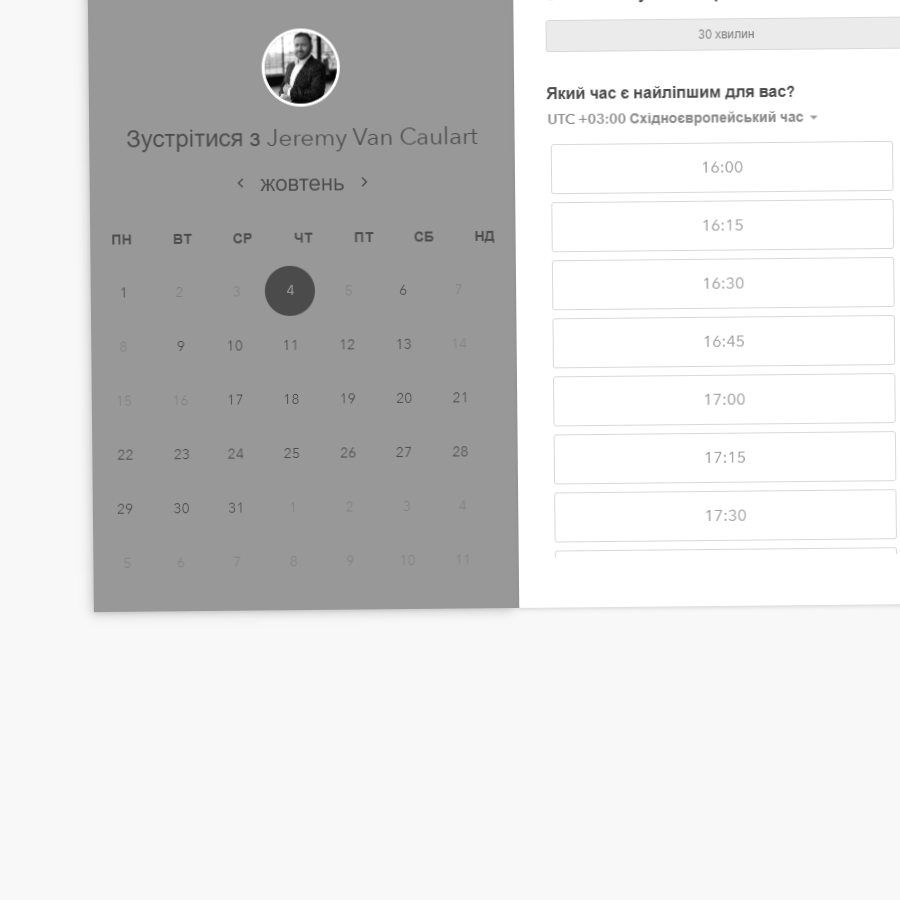 Зустрітися з Jeremy Van Caulart
< жовтень >
ПН ВТ СР ЧТ ПТ СБ НД
1 2 3 4 5 6 7
8 9 10 11 12 13 14
15 16 17 18 19 20 21
22 23 24 25 26 27 28
29 30 31 1 2 3 4
5 6 7 8 9 10 11
30 хвилин
Який час є найліпшим для вас?
UTC +03:00 Східноєвропейський час
16:00
16:15
16:30
16:45
17:00
17:15
17:30